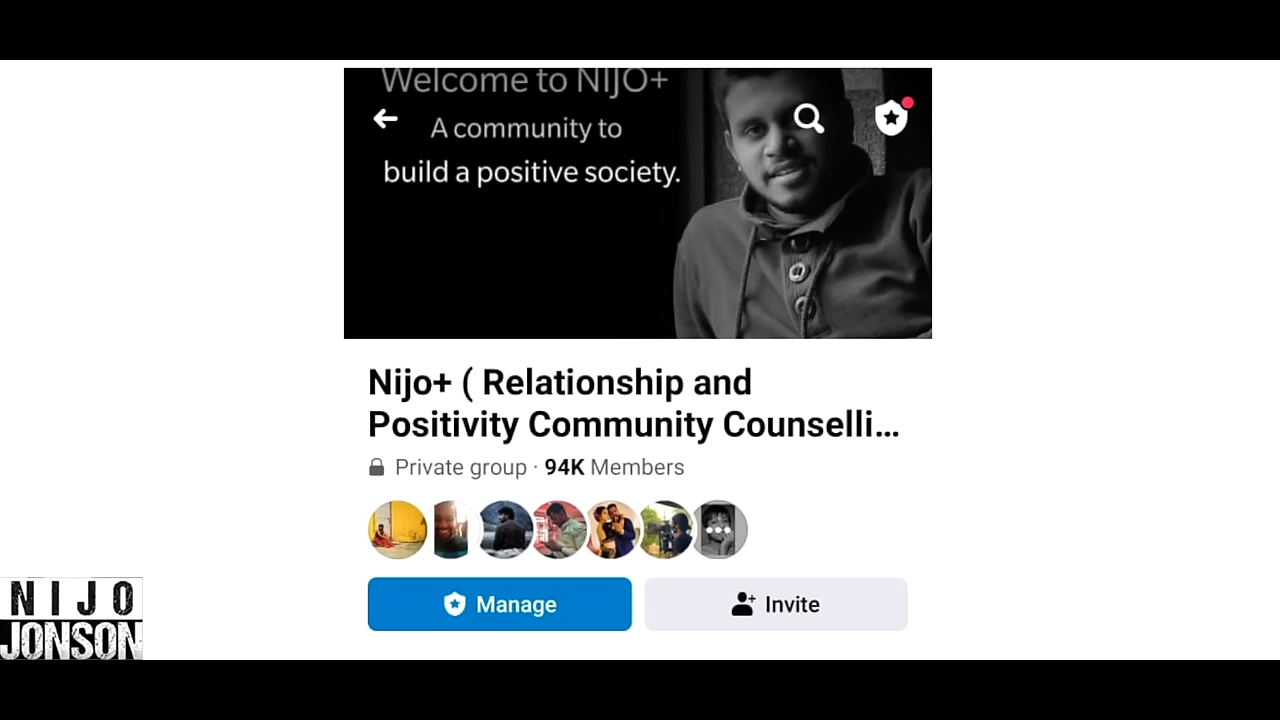 Welcome to NIJO+
A community to
build a positive society.
Nijo+ ( Relationship and
Positivity Community Counselli...
Private group · 94K Members
Manage
Invite
NIJO
JONSON